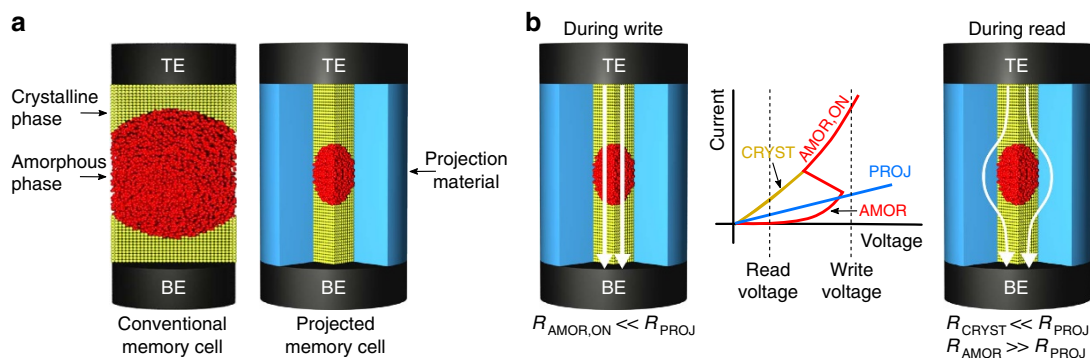 a
TE
TE
Crystalline
phase
Amorphous
phase
Projection
material
BE
BE
Conventional
memory cell
Projected
memory cell
b
During write
TE
BE
R_AMOR,ON << R_PROJ
Current
CRYST
AMOR,ON
PROJ
AMOR
Voltage
Read
voltage
Write
voltage
During read
TE
BE
R_CRYST << R_PROJ
R_AMOR >> R_PROJ